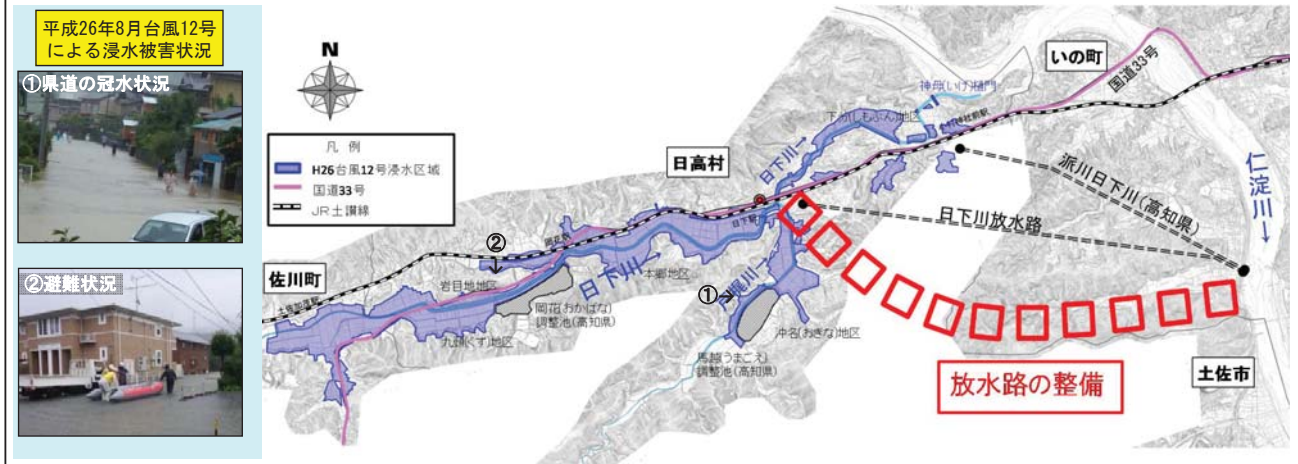 平成26年8月台風12号
による浸水被害状況
①県道の冠水状況
②避難状況
N
凡 例
H26台風12号浸水区域
国道33号
JR土讃線
いの町
国道33号
神母(いげ)樋門
下分(しもぶん)地区
日高村
日下川→
仁淀川→
派川日下川(高知県)
日下川放水路
②
佐川町
土佐加茂駅
岩目地地区
日下川→
本郷地区
岡花(おかばな)
調整池(高知県)
九頭(くず)地区
①
沖名(おきな)地区
馬越(うまごえ)
調整池(高知県)
放水路の整備
土佐市